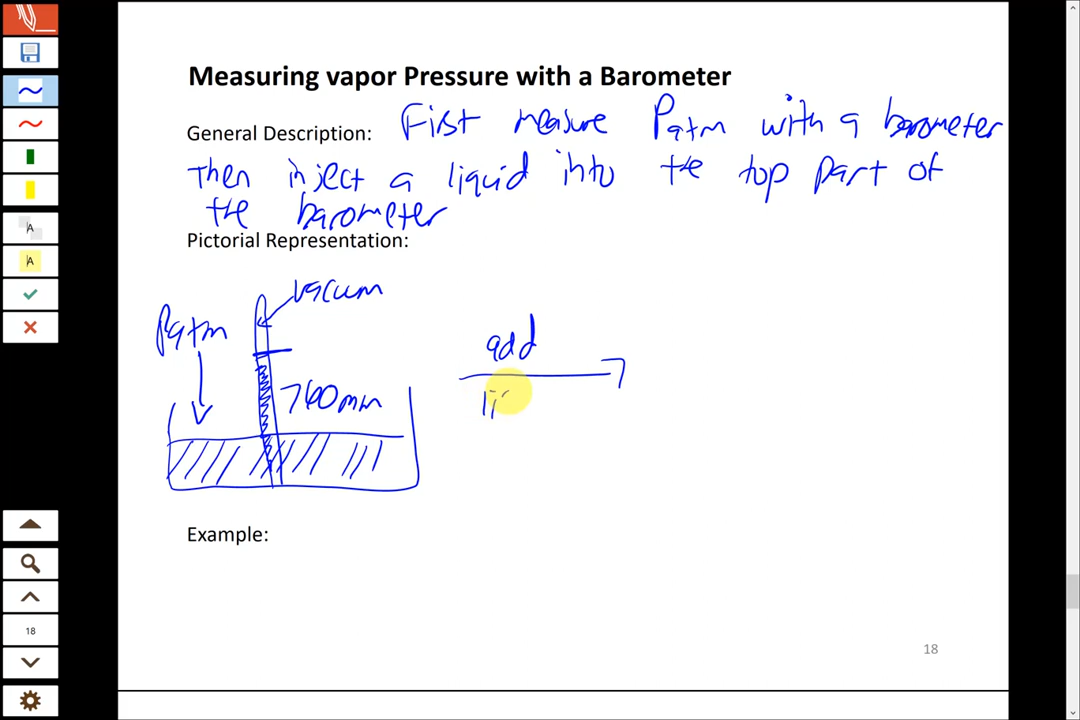 Measuring vapor Pressure with a Barometer
General Description: First measure Patm with a barometer
Then inject a liquid into the top part of
the barometer
Pictorial Representation:
vacuum
Patm
add
760mm
Example:
18
18